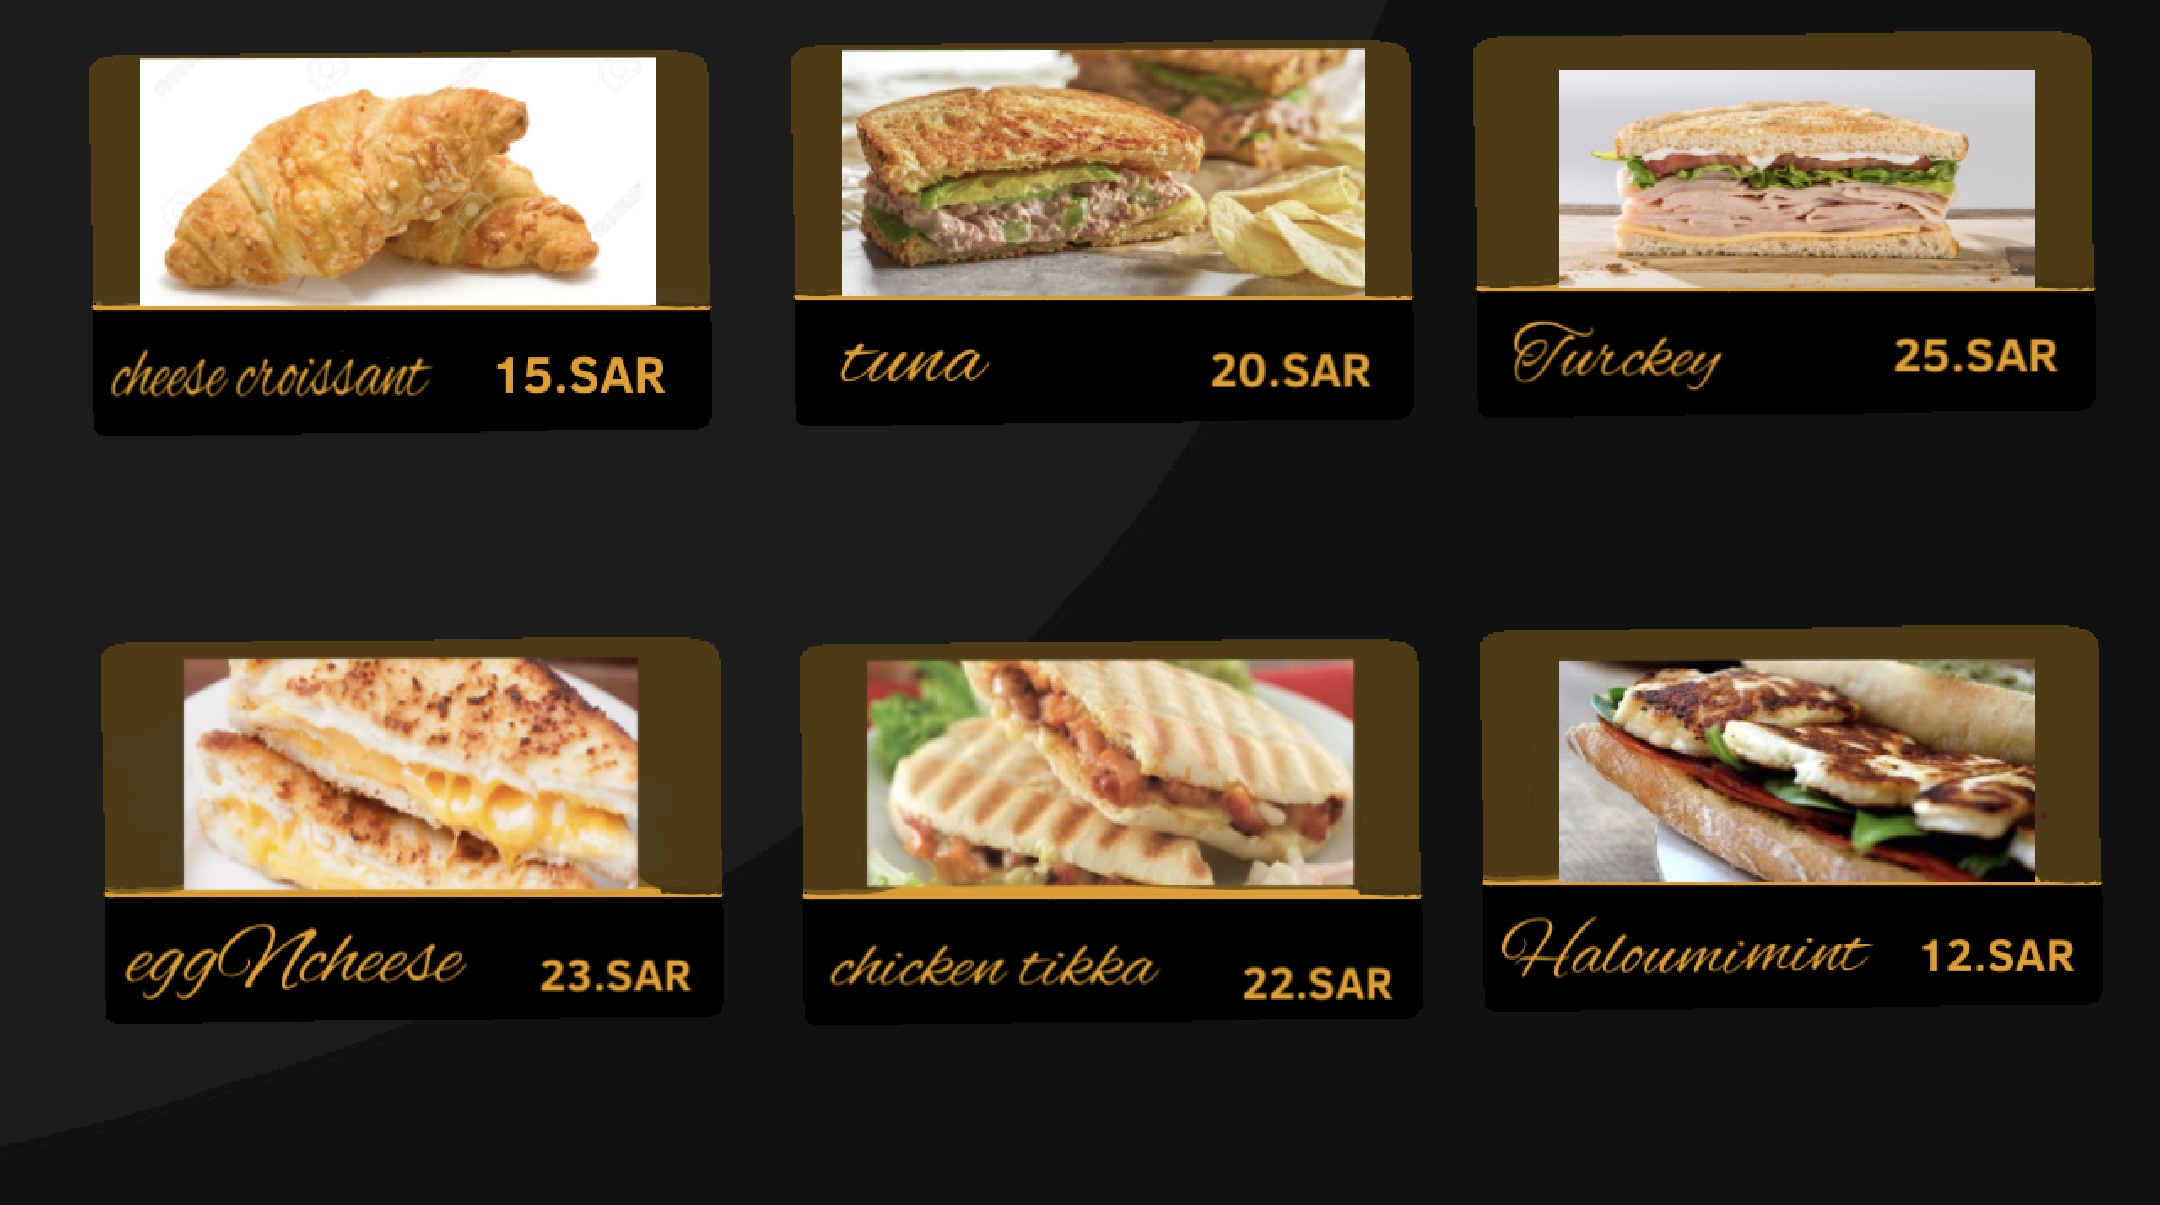 cheese croissant 15.SAR
tuna 20.SAR
Turckey 25.SAR
eggNcheese 23.SAR
chicken tikka 22.SAR
Haloumimint 12.SAR